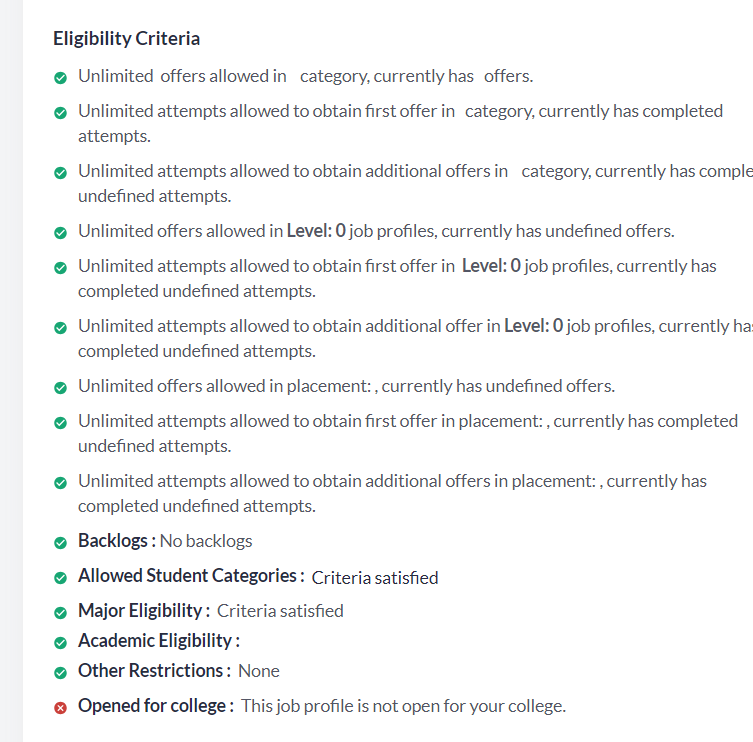 Eligibility Criteria
Unlimited offers allowed in category, currently has offers.
Unlimited attempts allowed to obtain first offer in category, currently has completed
attempts.
Unlimited attempts allowed to obtain additional offers in category, currently has comple
undefined attempts.
Unlimited offers allowed in Level: 0 job profiles, currently has undefined offers.
Unlimited attempts allowed to obtain first offer in Level: 0 job profiles, currently has
completed undefined attempts.
Unlimited attempts allowed to obtain additional offer in Level: 0 job profiles, currently has
completed undefined attempts.
Unlimited offers allowed in placement: , currently has undefined offers.
Unlimited attempts allowed to obtain first offer in placement: , currently has completed
undefined attempts.
Unlimited attempts allowed to obtain additional offers in placement: , currently has
completed undefined attempts.
Backlogs : No backlogs
Allowed Student Categories : Criteria satisfied
Major Eligibility : Criteria satisfied
Academic Eligibility :
Other Restrictions : None
Opened for college : This job profile is not open for your college.